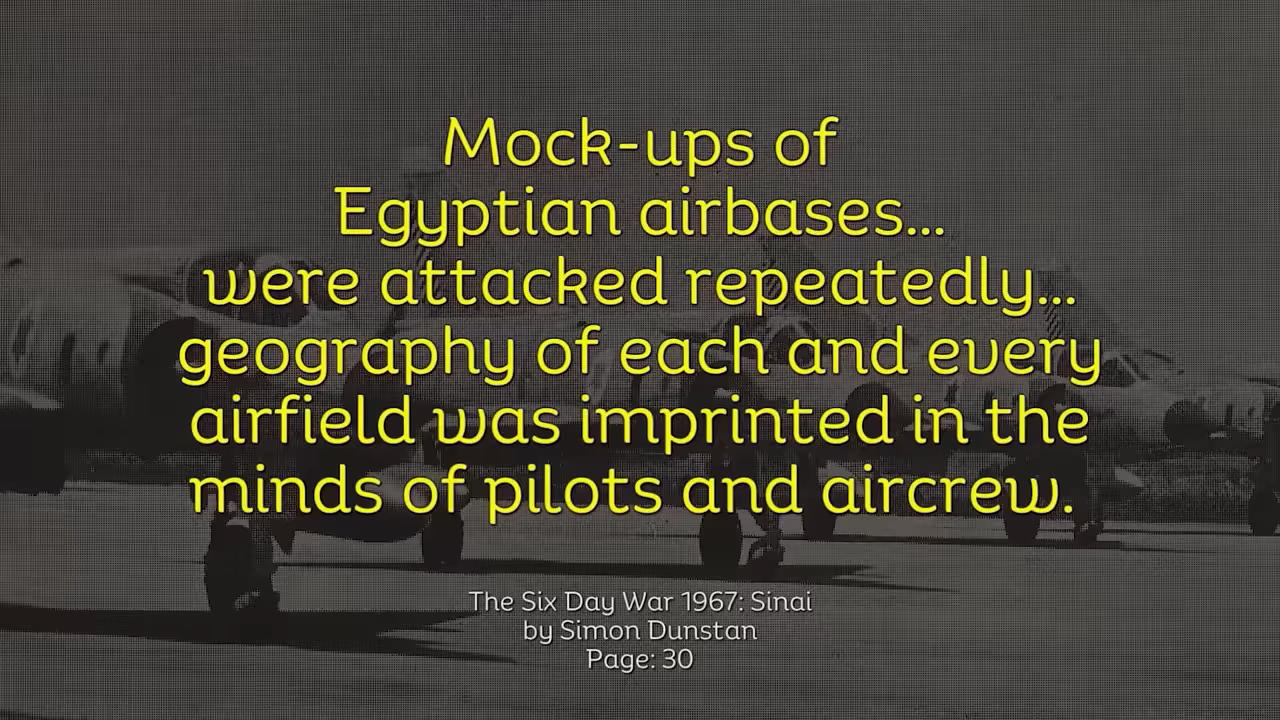 Mock-ups of
Egyptian airbases...
were attacked repeatedly...
geography of each and every
airfield was imprinted in the
minds of pilots and aircrew.
The Six Day War 1967: Sinai
by Simon Dunstan
Page: 30